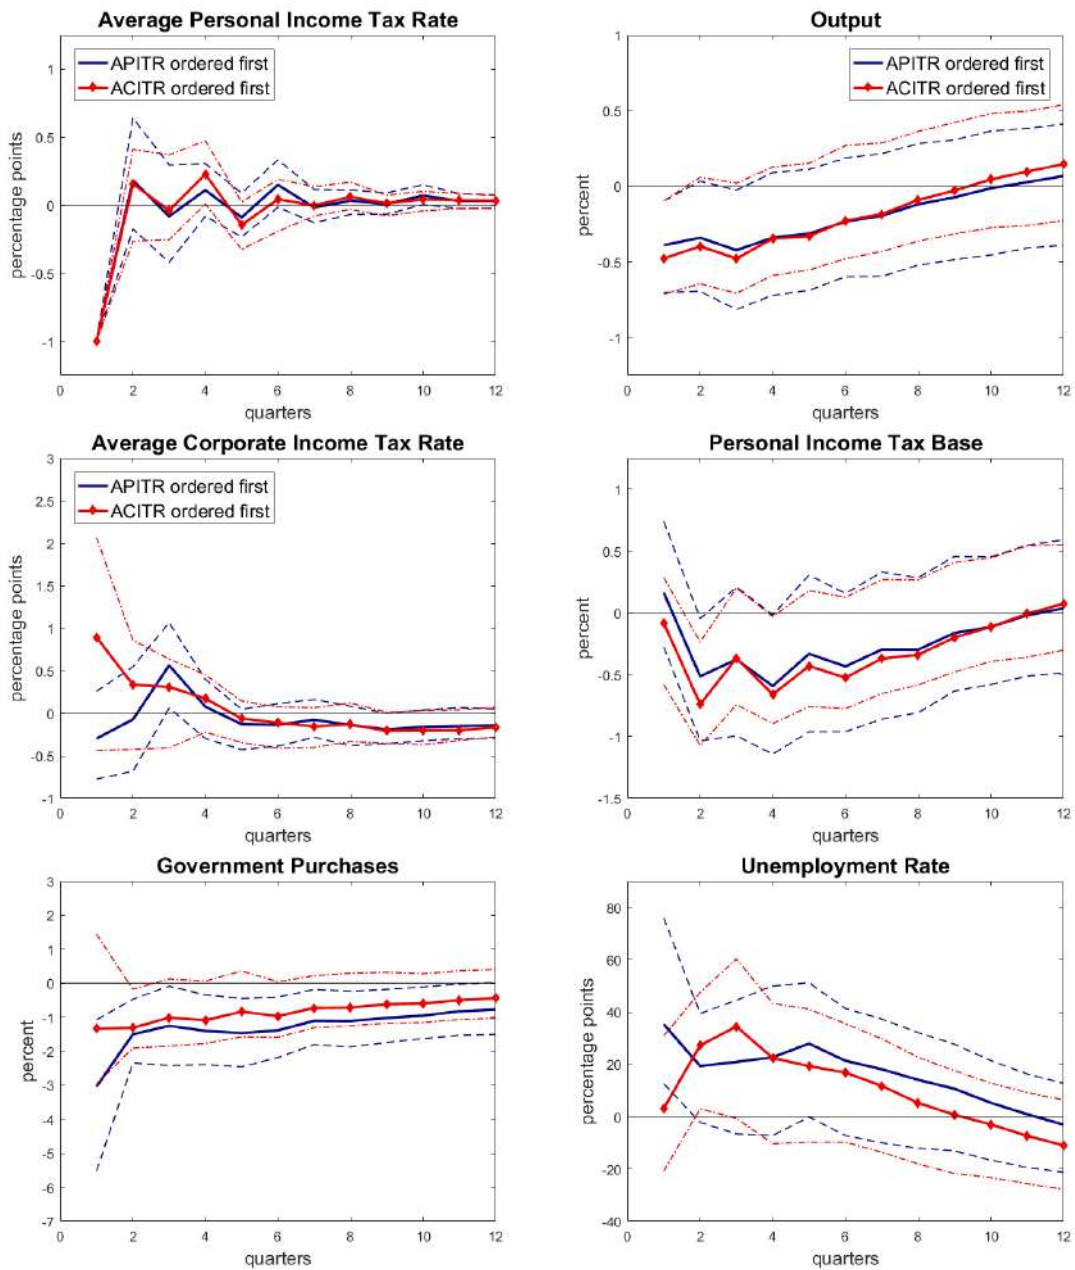 Average Personal Income Tax Rate
percentage points
1
0.5
0
-0.5
-1
APITR ordered first
ACITR ordered first
0 2 4 6 8 10 12
quarters
Output
percent
1
0.5
0
-0.5
-1
APITR ordered first
ACITR ordered first
0 2 4 6 8 10 12
quarters
Average Corporate Income Tax Rate
percentage points
3
2.5
2
1.5
1
0.5
0
-0.5
-1
APITR ordered first
ACITR ordered first
0 2 4 6 8 10 12
quarters
Personal Income Tax Base
percent
1
0.5
0
-0.5
-1
-1.5
0 2 4 6 8 10 12
quarters
Government Purchases
percent
3
2
1
0
-1
-2
-3
-4
-5
-6
-7
0 2 4 6 8 10 12
quarters
Unemployment Rate
percentage points
80
60
40
20
0
-20
-40
0 2 4 6 8 10 12
quarters